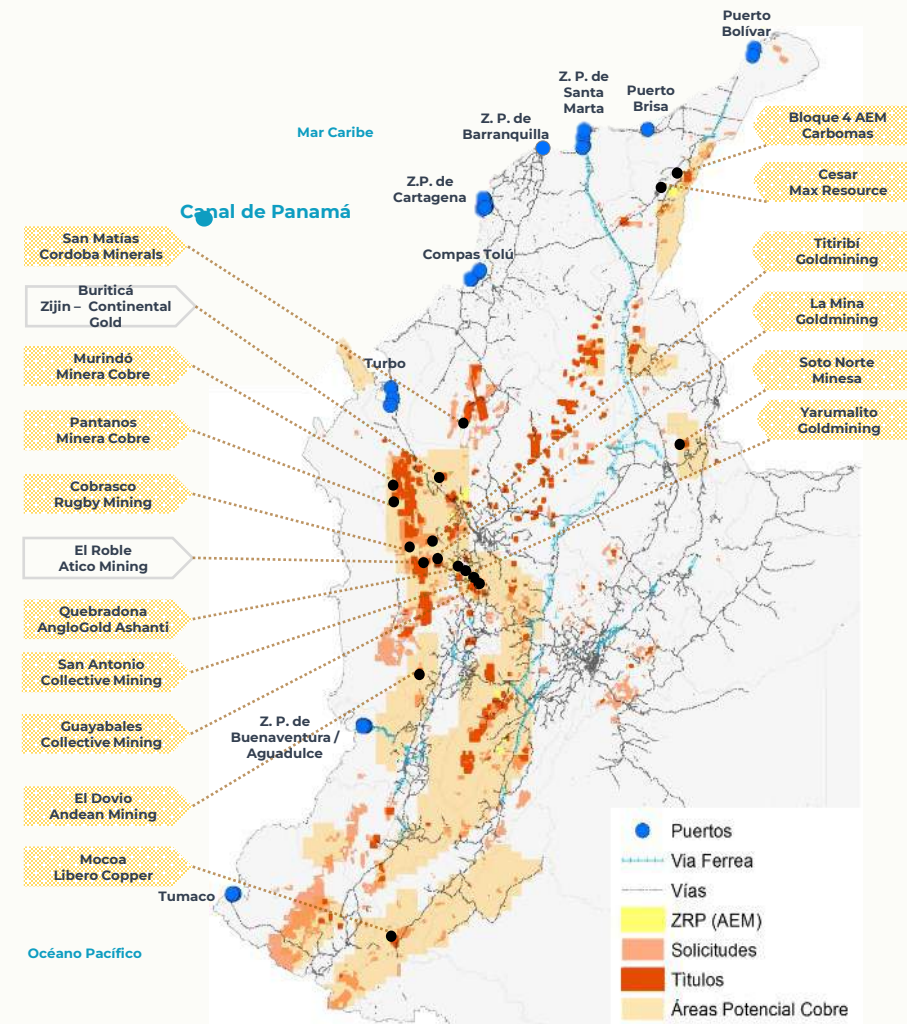 Puerto
Bolívar
Z. P. de
Santa
Marta
Puerto
Brisa
Z. P. de
Barranquilla
Mar Caribe
Bloque 4 AEM
Carbomas
Cesar
Max Resource
Z.P. de
Cartagena
Canal de Panamá
San Matías
Cordoba Minerals
Titiribí
Goldmining
Compas Tolú
Buriticá
Zijin – Continental
Gold
La Mina
Goldmining
Murindó
Minera Cobre
Turbo
Soto Norte
Minesa
Pantanos
Minera Cobre
Yarumalito
Goldmining
Cobrasco
Rugby Mining
El Roble
Atico Mining
Quebradona
AngloGold Ashanti
San Antonio
Collective Mining
Guayabales
Collective Mining
Z. P. de
Buenaventura /
Aguadulce
El Dovio
Andean Mining
Mocoa
Libero Copper
Tumaco
Océano Pacífico
Puertos
Via Ferrea
Vías
ZRP (AEM)
Solicitudes
Tìtulos
Áreas Potencial Cobre